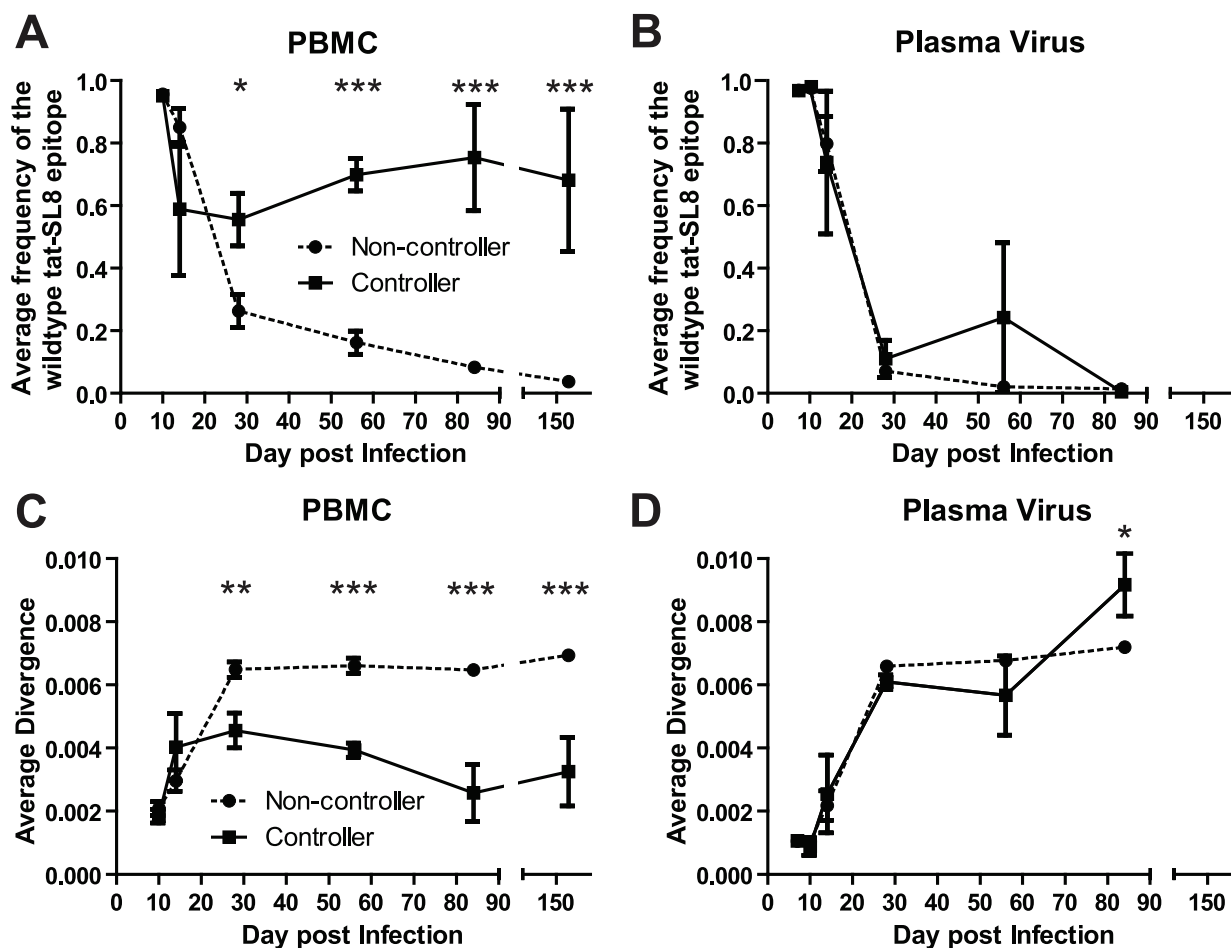 A
PBMC
Average frequency of the
wildtype tat-SL8 epitope
1.0
0.8
0.6
0.4
0.2
0.0
* *** *** ***
Non-controller
Controller
0 10 20 30 40 50 60 70 80 90 150
Day post Infection
B
Plasma Virus
Average frequency of the
wildtype tat-SL8 epitope
1.0
0.8
0.6
0.4
0.2
0.0
0 10 20 30 40 50 60 70 80 90 150
Day post Infection
C
PBMC
Average Divergence
0.010
0.008
0.006
0.004
0.002
0.000
** *** *** ***
Non-controller
Controller
0 10 20 30 40 50 60 70 80 90 150
Day post Infection
D
Plasma Virus
Average Divergence
0.010
0.008
0.006
0.004
0.002
0.000
*
0 10 20 30 40 50 60 70 80 90 150
Day post Infection